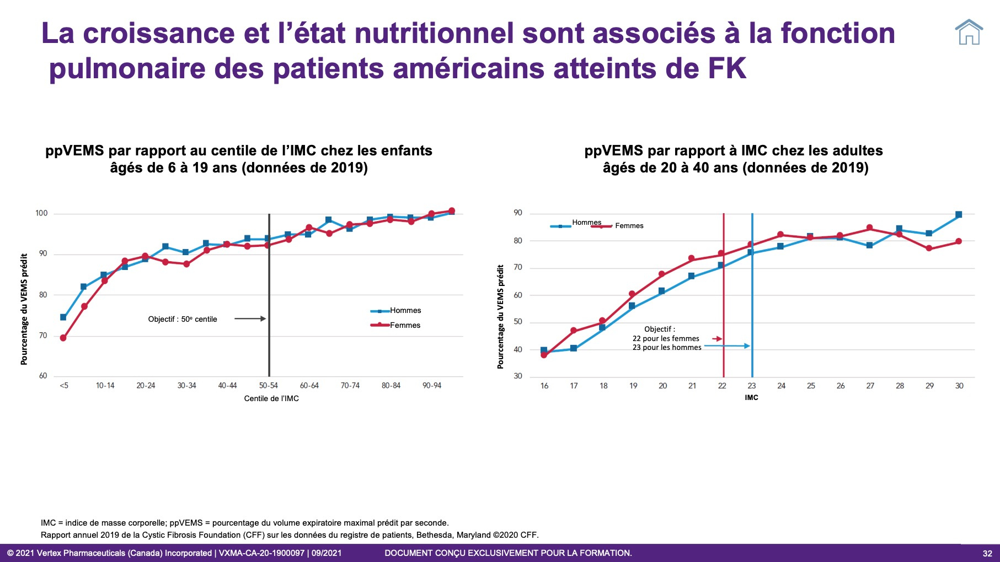 La croissance et l’état nutritionnel sont associés à la fonction
pulmonaire des patients américains atteints de FK
ppVEMS par rapport au centile de l’IMC chez les enfants
âgés de 6 à 19 ans (données de 2019)
Pourcentage du VEMS prédit
100
90
80
70
60
Objectif : 50e centile
Hommes
Femmes
<5 10-14 20-24 30-34 40-44 50-54 60-64 70-74 80-84 90-94
Centile de l’IMC
ppVEMS par rapport à IMC chez les adultes
âgés de 20 à 40 ans (données de 2019)
Pourcentage du VEMS prédit
90
80
70
60
50
40
30
Hommes
Femmes
Objectif :
22 pour les femmes
23 pour les hommes
16 17 18 19 20 21 22 23 24 25 26 27 28 29 30
IMC
IMC = indice de masse corporelle; ppVEMS = pourcentage du volume expiratoire maximal prédit par seconde.
Rapport annuel 2019 de la Cystic Fibrosis Foundation (CFF) sur les données du registre de patients, Bethesda, Maryland ©2020 CFF.
© 2021 Vertex Pharmaceuticals (Canada) Incorporated | VXMA-CA-20-1900097 | 09/2021 DOCUMENT CONÇU EXCLUSIVEMENT POUR LA FORMATION. 32